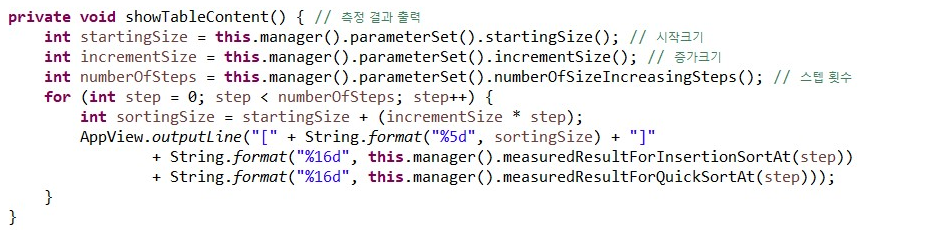 private void showTableContent() { // 측정 결과 출력
    int startingSize = this.manager().parameterSet().startingSize(); // 시작크기
    int incrementSize = this.manager().parameterSet().incrementSize(); // 증가크기
    int numberOfSteps = this.manager().parameterSet().numberOfSizeIncreasingSteps(); // 스텝 횟수
    for (int step = 0; step < numberOfSteps; step++) {
        int sortingSize = startingSize + (incrementSize * step);
        AppView.outputLine("[" + String.format("%5d", sortingSize) + "]"
                + String.format("%16d", this.manager().measuredResultForInsertionSortAt(step))
                + String.format("%16d", this.manager().measuredResultForQuickSortAt(step)));
    }
}